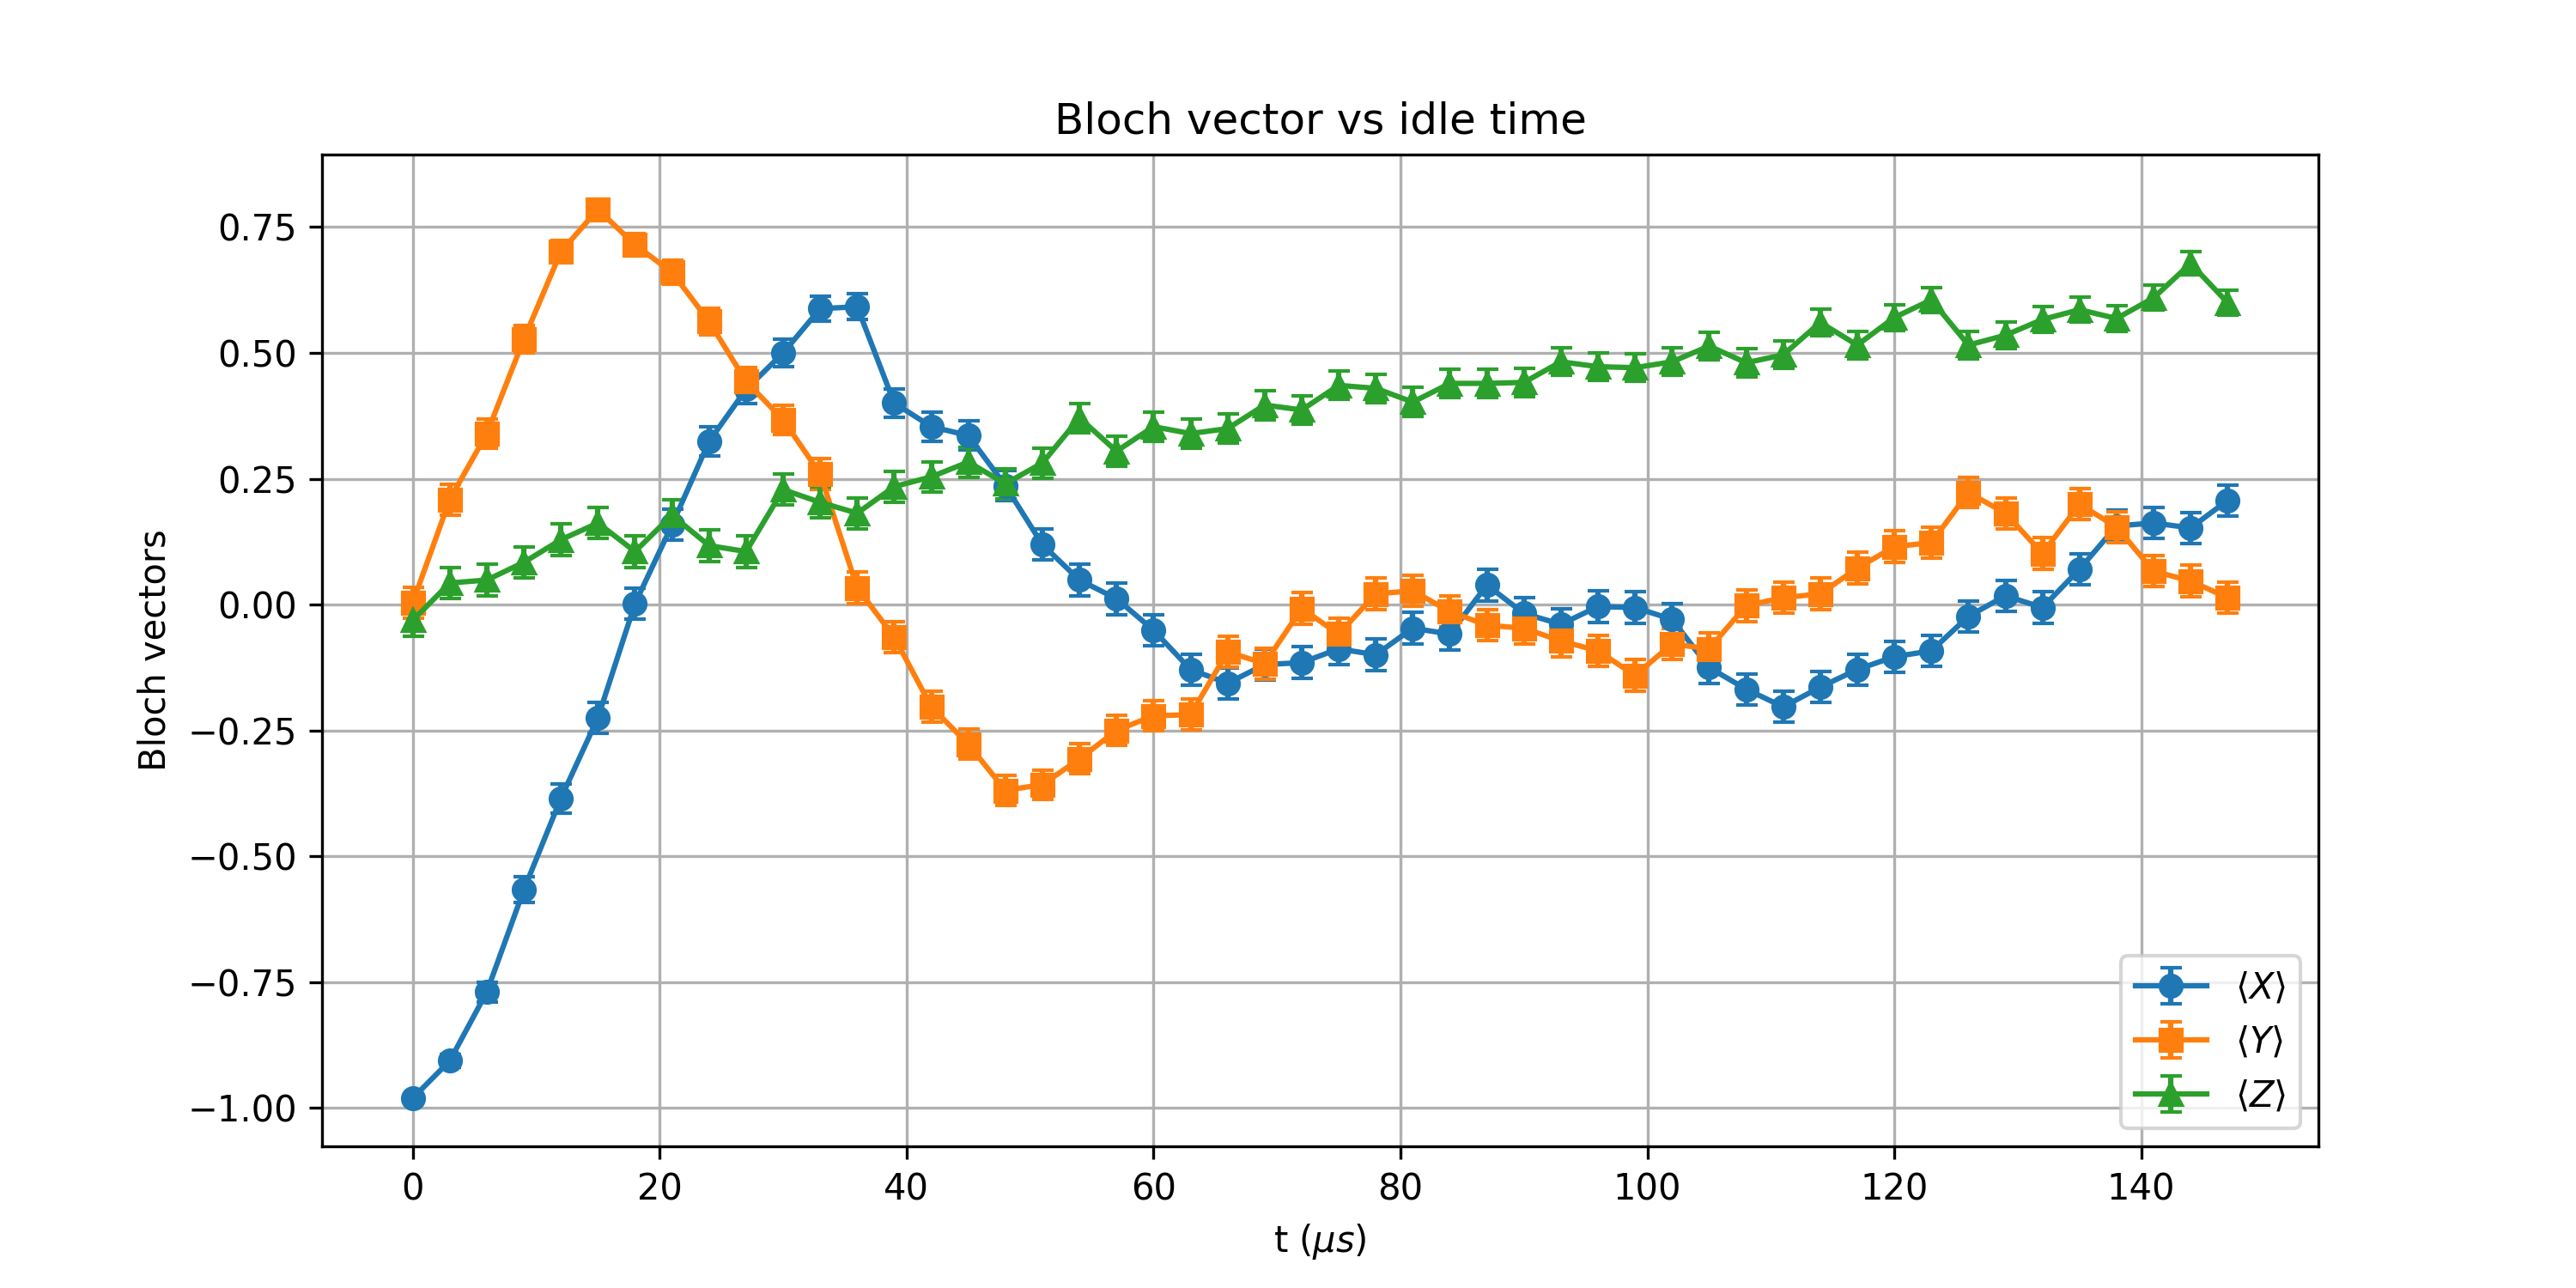 Bloch vector vs idle time
Bloch vectors
0.75
0.50
0.25
0.00
−0.25
−0.50
−0.75
−1.00
0 20 40 60 80 100 120 140
t (μs)
⟨X⟩
⟨Y⟩
⟨Z⟩